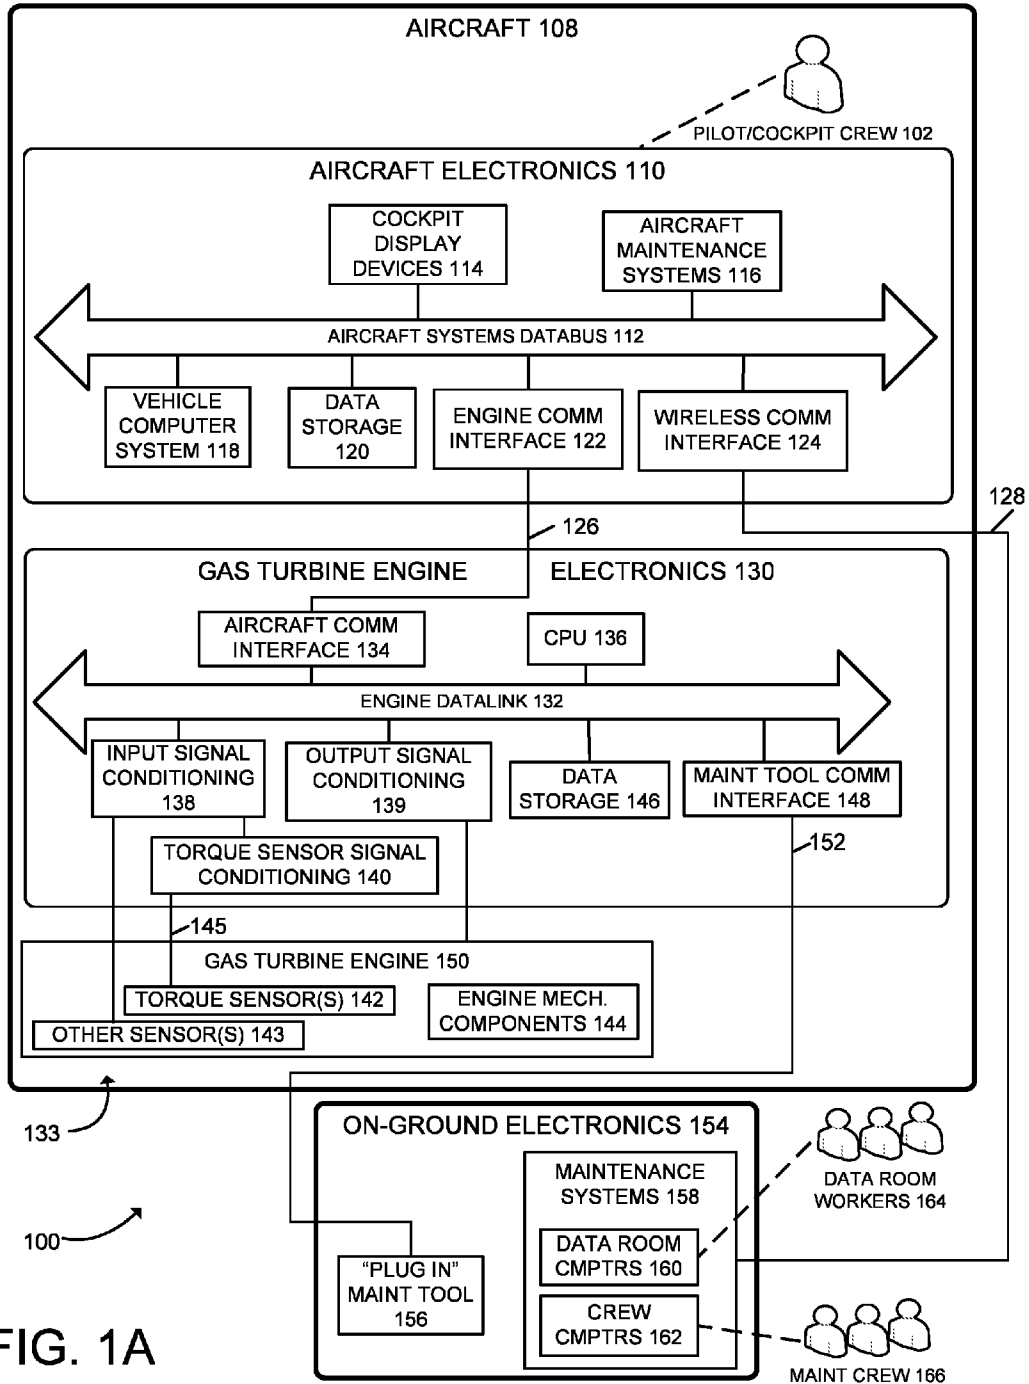 AIRCRAFT 108
PILOT/COCKPIT CREW 102
AIRCRAFT ELECTRONICS 110
COCKPIT
DISPLAY
DEVICES 114
AIRCRAFT
MAINTENANCE
SYSTEMS 116
AIRCRAFT SYSTEMS DATABUS 112
VEHICLE
COMPUTER
SYSTEM 118
DATA
STORAGE
120
ENGINE COMM
INTERFACE 122
WIRELESS COMM
INTERFACE 124
128
126
GAS TURBINE ENGINE ELECTRONICS 130
AIRCRAFT COMM
INTERFACE 134
CPU 136
ENGINE DATALINK 132
INPUT SIGNAL
CONDITIONING
138
OUTPUT SIGNAL
CONDITIONING
139
DATA
STORAGE 146
MAINT TOOL COMM
INTERFACE 148
152
TORQUE SENSOR SIGNAL
CONDITIONING 140
145
GAS TURBINE ENGINE 150
TORQUE SENSOR(S) 142
OTHER SENSOR(S) 143
ENGINE MECH.
COMPONENTS 144
133
100
ON-GROUND ELECTRONICS 154
MAINTENANCE
SYSTEMS 158
DATA ROOM
CMPTRS 160
CREW
CMPTRS 162
"PLUG IN"
MAINT TOOL
156
DATA ROOM
WORKERS 164
MAINT CREW 166
FIG. 1A